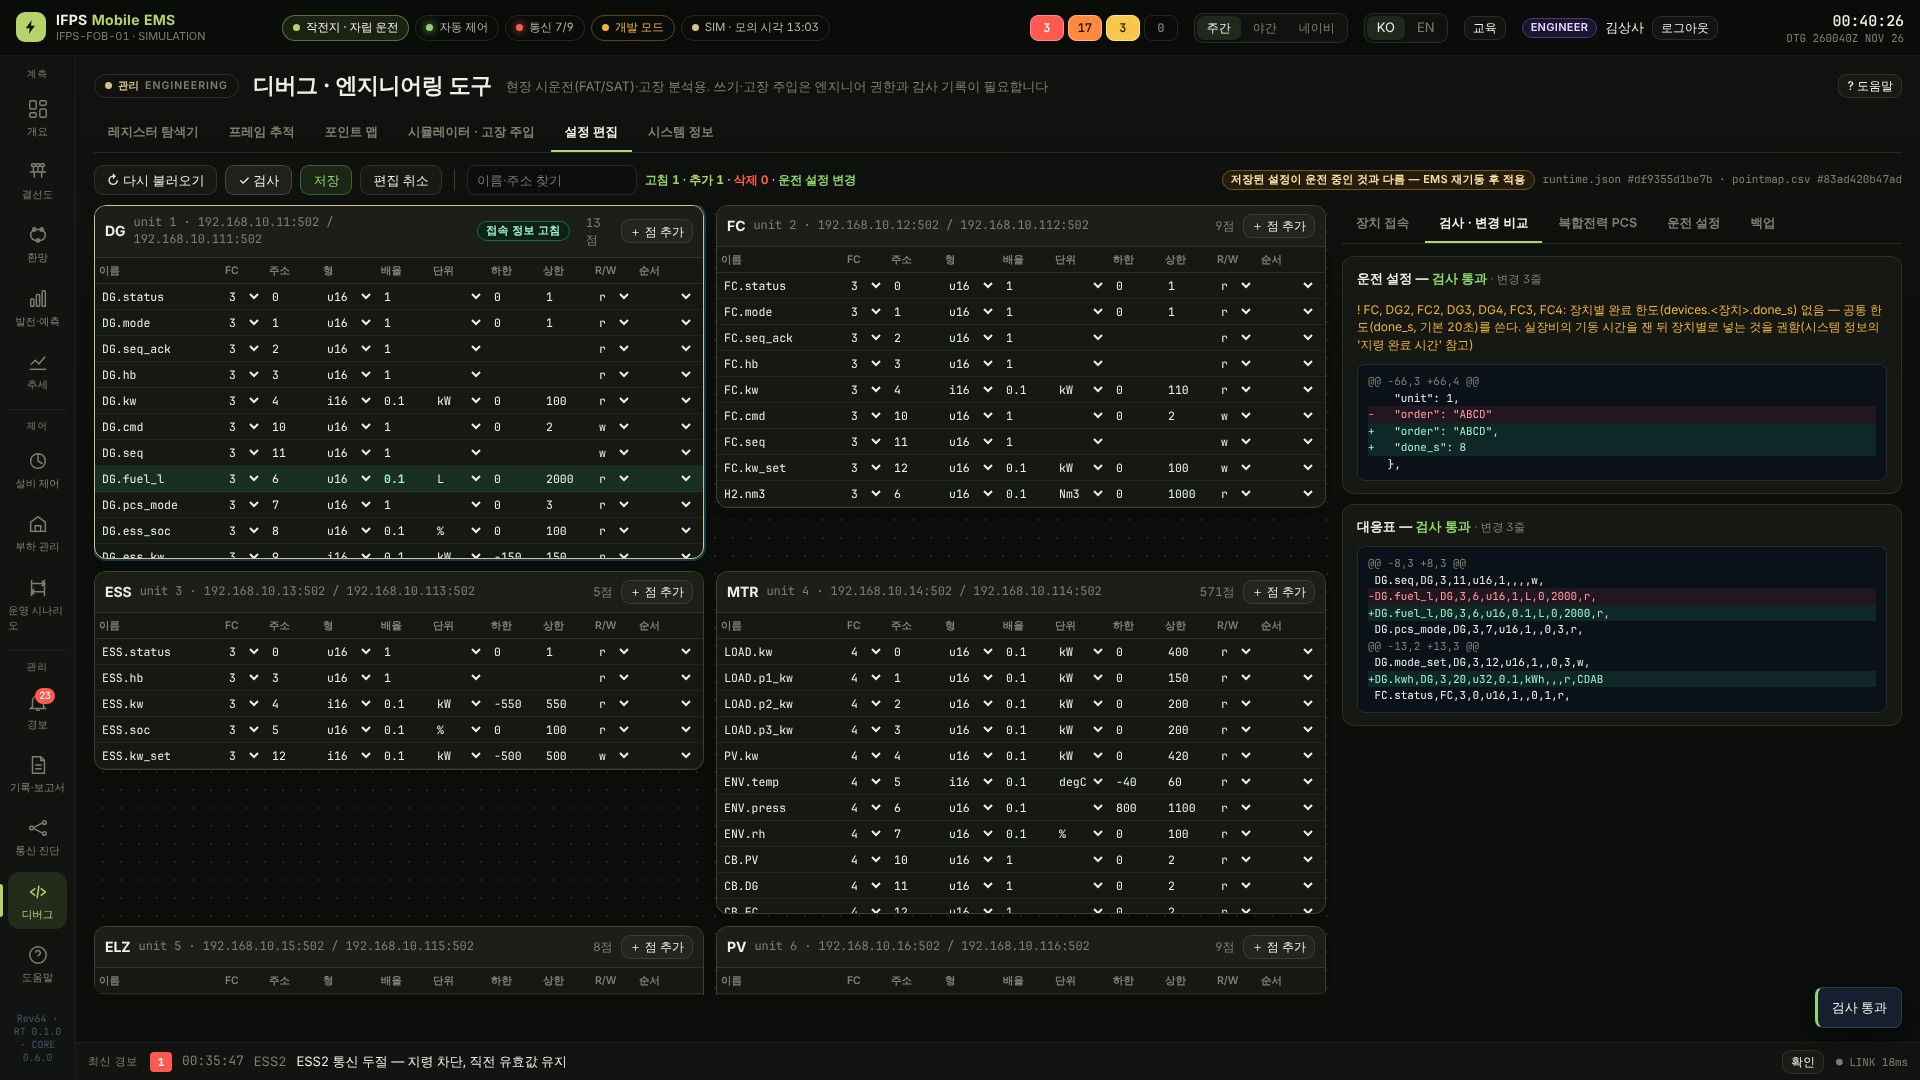 IFPS Mobile EMS
IFPS-FOB-01 · SIMULATION
작전지 · 자립 운전
자동 제어
통신 7/9
개발 모드
SIM · 모의 시각 13:03
3 17 3 0
주간 야간 네이비
KO EN
교육
ENGINEER 김상사 로그아웃
00:40:26
DTG 260040Z NOV 26
계측
개요
결선도
환망
발전·예측
추세
제어
설비 제어
부하 관리
운영 시나리오
관리
23
경보
기록·보고서
통신 진단
디버그
도움말
Rev64 ·
RT 0.1.0
· CORE
0.6.0
관리 ENGINEERING
디버그 · 엔지니어링 도구
현장 시운전(FAT/SAT)·고장 분석용. 쓰기·고장 주입은 엔지니어 권한과 감사 기록이 필요합니다
? 도움말
레지스터 탐색기 프레임 추적 포인트 맵 시뮬레이터 · 고장 주입 설정 편집 시스템 정보
↻ 다시 불러오기 ✓ 검사 저장 편집 취소 이름·주소 찾기 고침 1 · 추가 1 · 삭제 0 · 운전 설정 변경
저장된 설정이 운전 중인 것과 다름 — EMS 재기동 후 적용 runtime.json #df9355d1be7b · pointmap.csv #83ad420b47ad
DG unit 1 · 192.168.10.11:502 /
192.168.10.111:502
접속 정보 고침 13점 + 점 추가
이름 FC 주소 형 배율 단위 하한 상한 R/W 순서
DG.status 3 0 u16 1 0 1 r
DG.mode 3 1 u16 1 0 1 r
DG.seq_ack 3 2 u16 1 r
DG.hb 3 3 u16 1 r
DG.kw 3 4 i16 0.1 kW 0 100 r
DG.cmd 3 10 u16 1 0 2 w
DG.seq 3 11 u16 1 w
DG.fuel_l 3 6 u16 0.1 L 0 2000 r
DG.pcs_mode 3 7 u16 1 0 3 r
DG.ess_soc 3 8 u16 0.1 % 0 100 r
DG.ess_kw 3 9 i16 0.1 kW -150 150 r
FC unit 2 · 192.168.10.12:502 / 192.168.10.112:502 9점 + 점 추가
이름 FC 주소 형 배율 단위 하한 상한 R/W 순서
FC.status 3 0 u16 1 0 1 r
FC.mode 3 1 u16 1 0 1 r
FC.seq_ack 3 2 u16 1 r
FC.hb 3 3 u16 1 r
FC.kw 3 4 i16 0.1 kW 0 110 r
FC.cmd 3 10 u16 1 0 2 w
FC.seq 3 11 u16 1 w
FC.kw_set 3 12 u16 0.1 kW 0 100 w
H2.nm3 3 6 u16 0.1 Nm3 0 1000 r
ESS unit 3 · 192.168.10.13:502 / 192.168.10.113:502 5점 + 점 추가
이름 FC 주소 형 배율 단위 하한 상한 R/W 순서
ESS.status 3 0 u16 1 0 1 r
ESS.hb 3 3 u16 1 r
ESS.kw 3 4 i16 0.1 kW -550 550 r
ESS.soc 3 5 u16 0.1 % 0 100 r
ESS.kw_set 3 12 i16 0.1 kW -500 500 w
MTR unit 4 · 192.168.10.14:502 / 192.168.10.114:502 571점 + 점 추가
이름 FC 주소 형 배율 단위 하한 상한 R/W 순서
LOAD.kw 4 0 u16 0.1 kW 0 400 r
LOAD.p1_kw 4 1 u16 0.1 kW 0 150 r
LOAD.p2_kw 4 2 u16 0.1 kW 0 200 r
LOAD.p3_kw 4 3 u16 0.1 kW 0 200 r
PV.kw 4 4 u16 0.1 kW 0 420 r
ENV.temp 4 5 i16 0.1 degC -40 60 r
ENV.press 4 6 u16 0.1 800 1100 r
ENV.rh 4 7 u16 0.1 % 0 100 r
CB.PV 4 10 u16 1 0 2 r
CB.DG 4 11 u16 1 0 2 r
CB.FC 4 12 u16 1 0 2 r
ELZ unit 5 · 192.168.10.15:502 / 192.168.10.115:502 8점 + 점 추가
이름 FC 주소 형 배율 단위 하한 상한 R/W 순서
PV unit 6 · 192.168.10.16:502 / 192.168.10.116:502 9점 + 점 추가
이름 FC 주소 형 배율 단위 하한 상한 R/W 순서
장치 접속 검사 · 변경 비교 복합전력 PCS 운전 설정 백업
운전 설정 — 검사 통과 · 변경 3줄
! FC, DG2, FC2, DG3, DG4, FC3, FC4: 장치별 완료 한도(devices.<장치>.done_s) 없음 — 공통 한
도(done_s, 기본 20초)를 쓴다. 실장비의 기동 시간을 잰 뒤 장치별로 넣는 것을 권함(시스템 정보의
'지령 완료 시간' 참고)
@@ -66,3 +66,4 @@
"unit": 1,
- "order": "ABCD"
+ "order": "ABCD",
+ "done_s": 8
},
대응표 — 검사 통과 · 변경 3줄
@@ -8,3 +8,3 @@
DG.seq,DG,3,11,u16,1,,,,w,
-DG.fuel_l,DG,3,6,u16,1,L,0,2000,r,
+DG.fuel_l,DG,3,6,u16,0.1,L,0,2000,r,
DG.pcs_mode,DG,3,7,u16,1,,0,3,r,
@@ -13,2 +13,3 @@
DG.mode_set,DG,3,12,u16,1,,0,3,w,
+DG.kwh,DG,3,20,u32,0.1,kWh,,,r,CDAB
FC.status,FC,3,0,u16,1,,0,1,r,
검사 통과
최신 경보 1 00:35:47 ESS2 ESS2 통신 두절 — 지령 차단, 직전 유효값 유지
확인 LINK 18ms